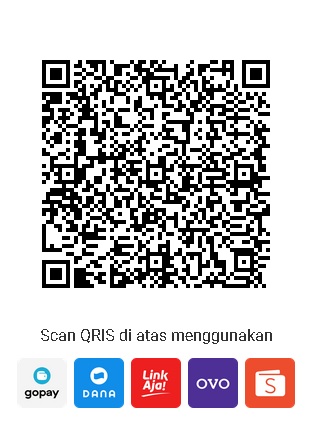 Scan QRIS di atas menggunakan
gopay
DANA
Link
Aja!
OVO
S